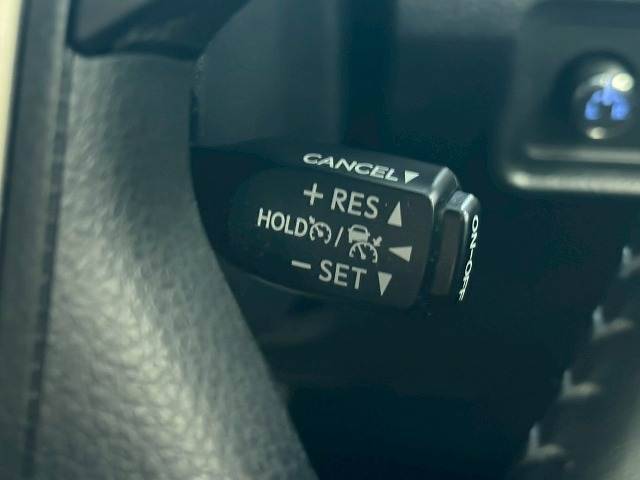 CANCEL▼
+ RES ▲
HOLD / ◀
− SET ▼
ON-OFF